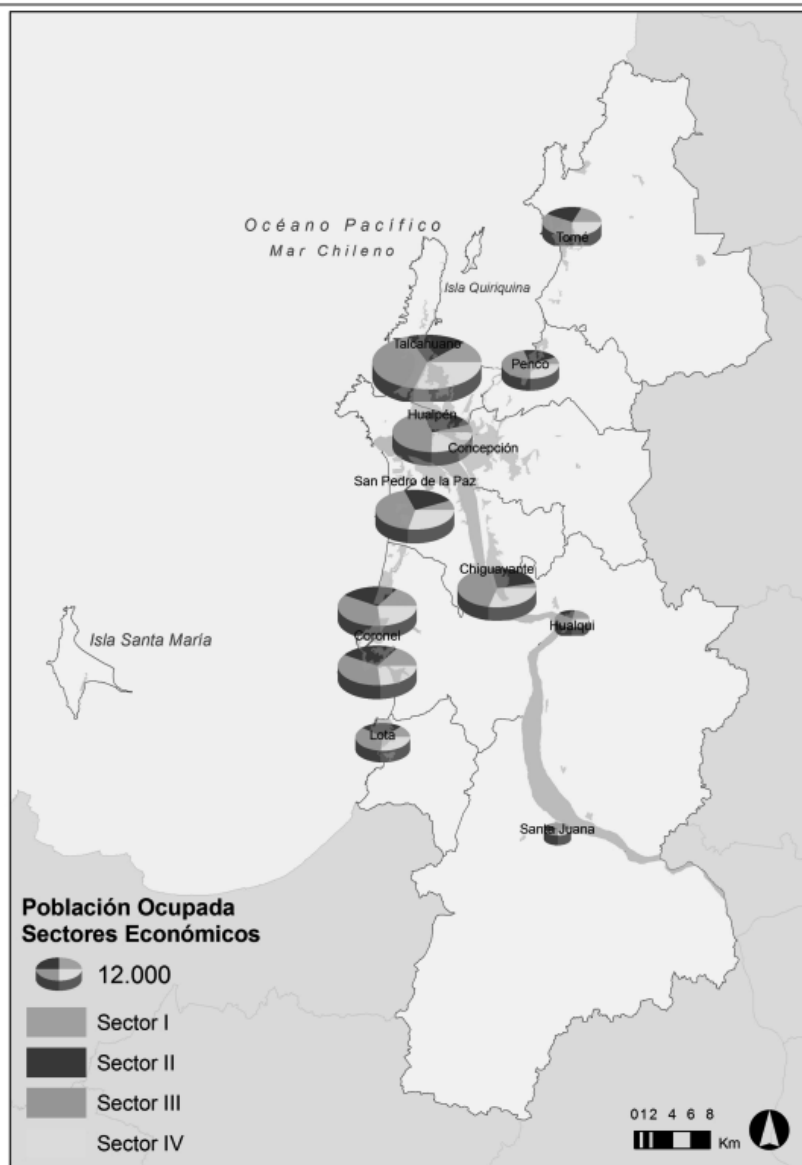 Océano Pacífico
Mar Chileno
Isla Quiriquina
Tomé
Talcahuano
Penco
Hualpén
Concepción
San Pedro de la Paz
Chiguayante
Hualqui
Isla Santa María
Coronel
Lota
Santa Juana
Población Ocupada
Sectores Económicos
12.000
Sector I
Sector II
Sector III
Sector IV
0 1 2 4 6 8
Km